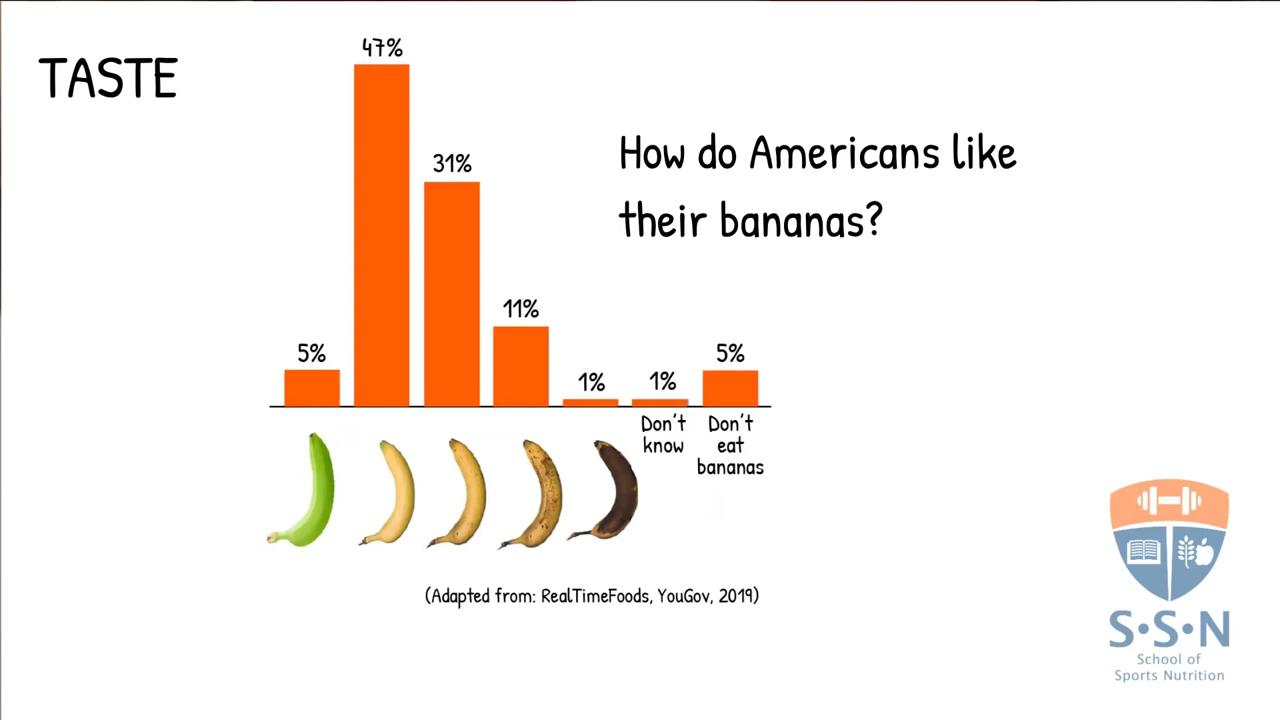 TASTE
47%
31%
11%
5%
1%
1%
5%
Don't know
Don't eat bananas
How do Americans like
their bananas?
(Adapted from: RealTimeFoods, YouGov, 2019)
S·S·N
School of
Sports Nutrition